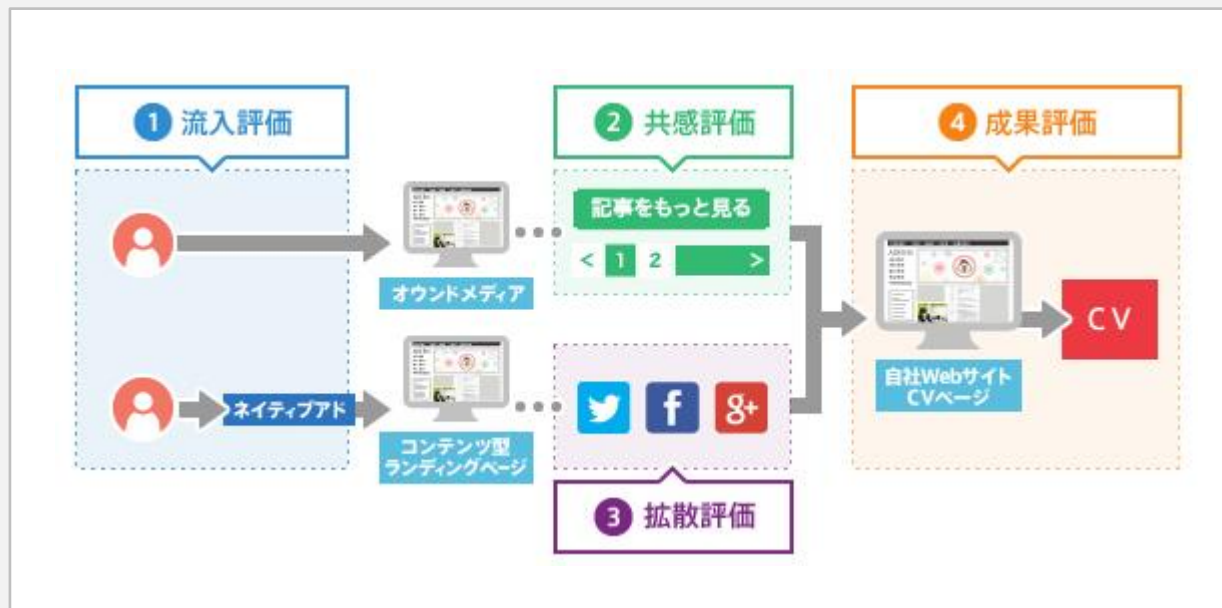 1 流入評価
2 共感評価
4 成果評価
記事をもっと見る
< 1 2 >
オウンドメディア
CV
ネイティブアド
自社Webサイト
CVページ
コンテンツ型
ランディングページ
f g+
3 拡散評価